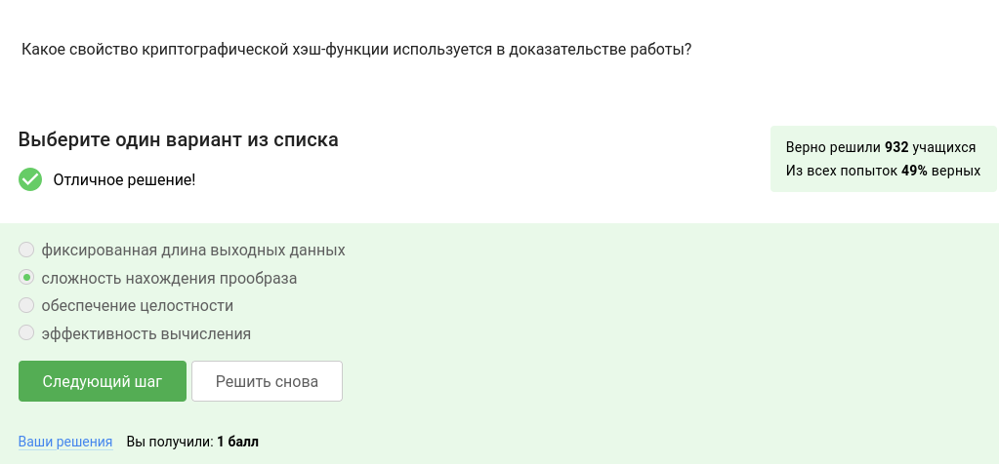 Какое свойство криптографической хэш-функции используется в доказательстве работы?
Выберите один вариант из списка
Верно решили 932 учащихся
Из всех попыток 49% верных
Отличное решение!
фиксированная длина выходных данных
сложность нахождения прообраза
обеспечение целостности
эффективность вычисления
Следующий шаг
Решить снова
Ваши решения Вы получили: 1 балл